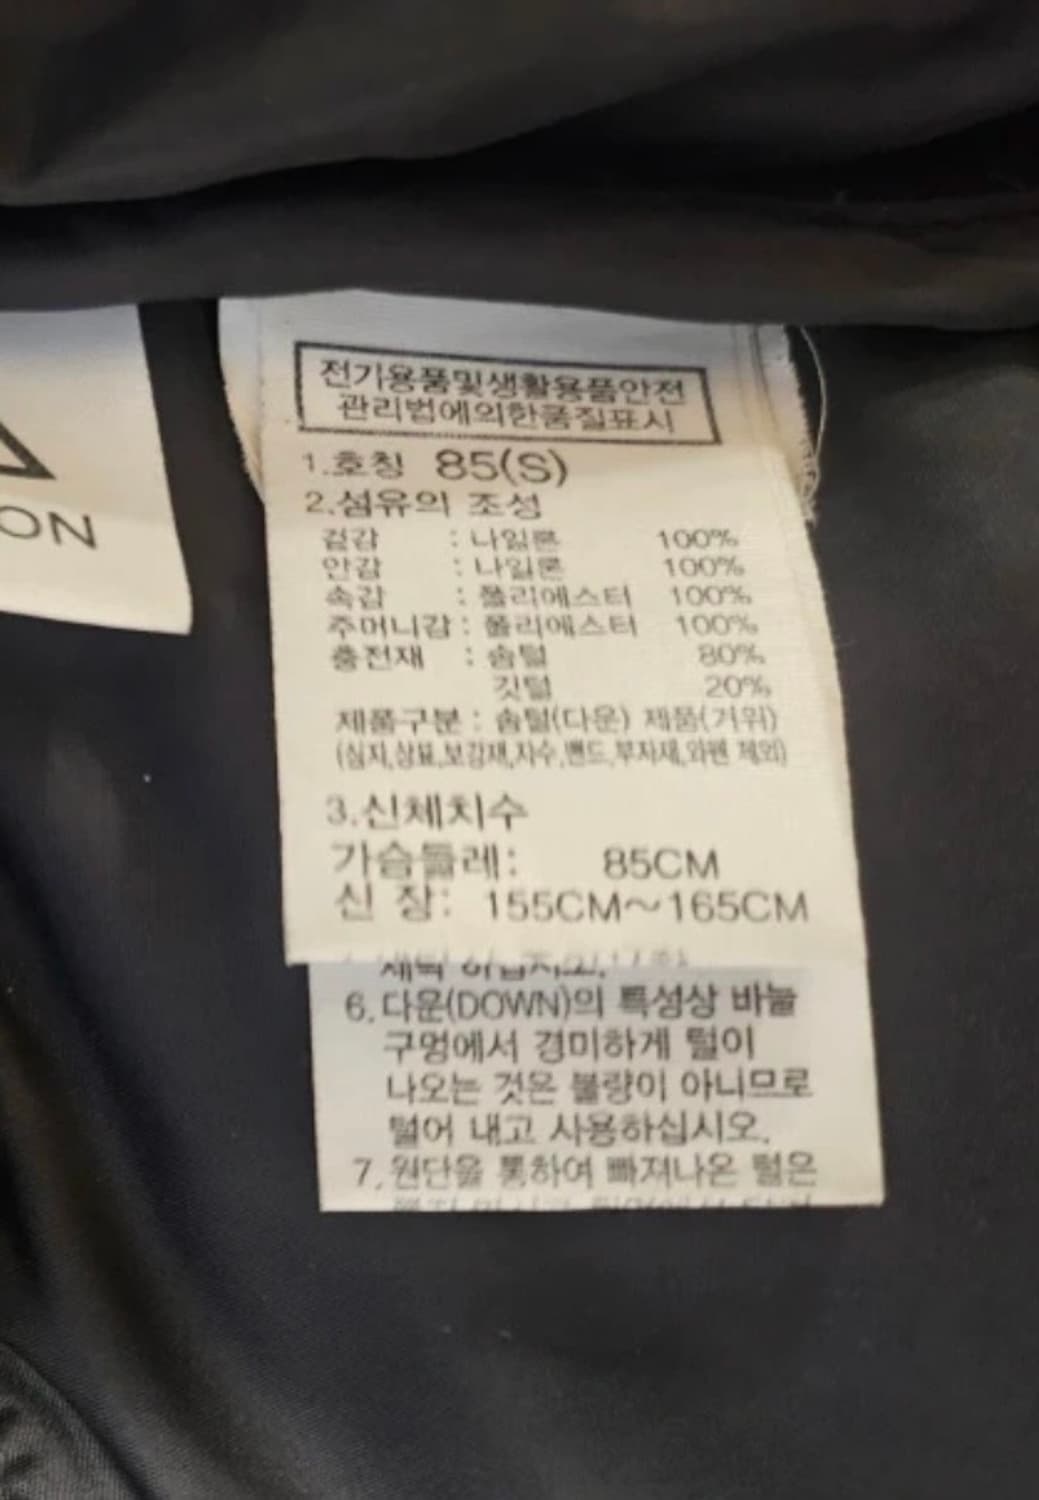 ON
전기용품및생활용품안전
관리법에의한품질표시
1.호칭 85(S)
2.섬유의 조성
겉감 : 나일론 100%
안감 : 나일론 100%
속감 : 폴리에스터 100%
주머니감 : 폴리에스터 100%
충전재 : 솜털 80%
깃털 20%
제품구분 : 솜털(다운) 제품(거위)
(심지,상표,보강재,자수,밴드,부자재,와펜 제외)
3.신체치수
가슴둘레: 85CM
신 장: 155CM~165CM
6.다운(DOWN)의 특성상 바늘
구멍에서 경미하게 털이
나오는 것은 불량이 아니므로
털어 내고 사용하십시오.
7.원단을 통하여 빠져나온 털은